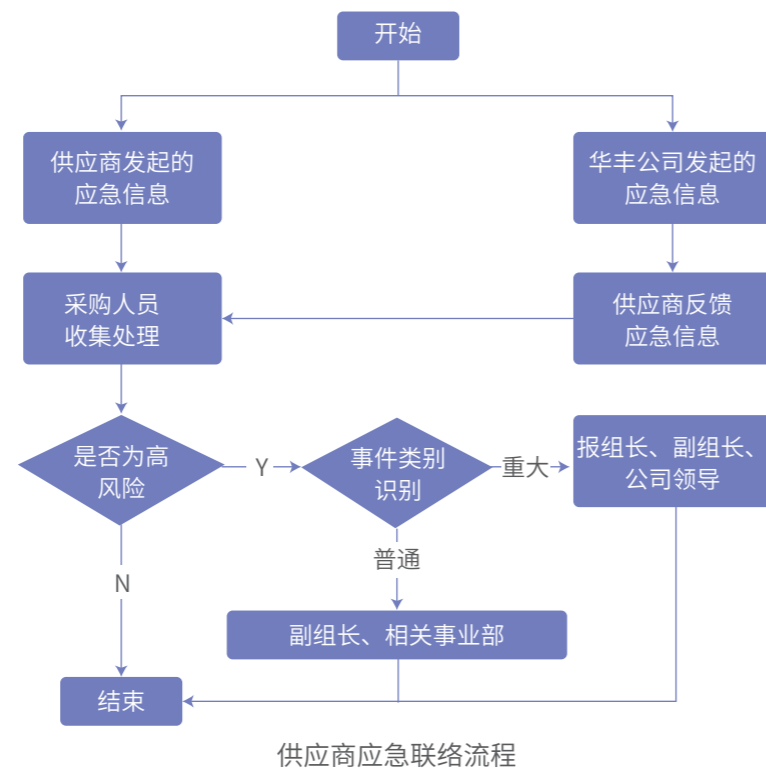 开始
供应商发起的
应急信息
华丰公司发起的
应急信息
采购人员
收集处理
供应商反馈
应急信息
是否为高
风险
Y
事件类别
识别
重大
报组长、副组长、
公司领导
普通
N
副组长、相关事业部
结束
供应商应急联络流程